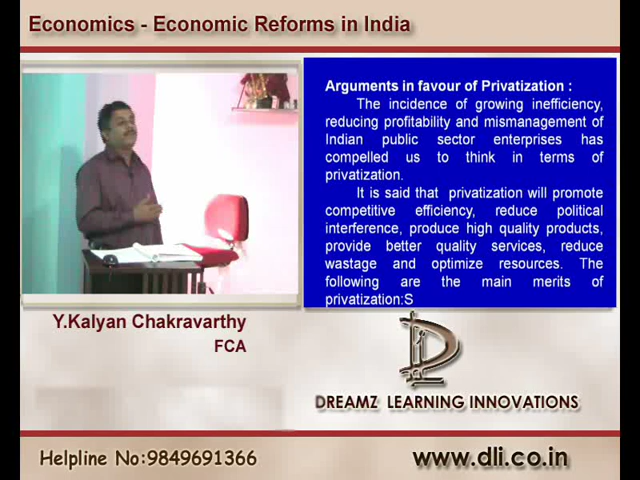 Economics - Economic Reforms in India
Arguments in favour of Privatization :
The incidence of growing inefficiency,
reducing profitability and mismanagement of
Indian public sector enterprises has
compelled us to think in terms of
privatization.
It is said that privatization will promote
competitive efficiency, reduce political
interference, produce high quality products,
provide better quality services, reduce
wastage and optimize resources. The
following are the main merits of
privatization:S
Y.Kalyan Chakravarthy
FCA
DREAMZ LEARNING INNOVATIONS
Helpline No:9849691366
www.dli.co.in